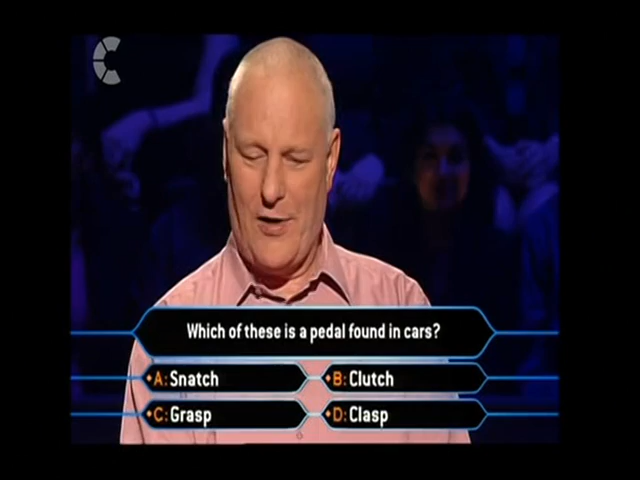 Which of these is a pedal found in cars?
A: Snatch
B: Clutch
C: Grasp
D: Clasp